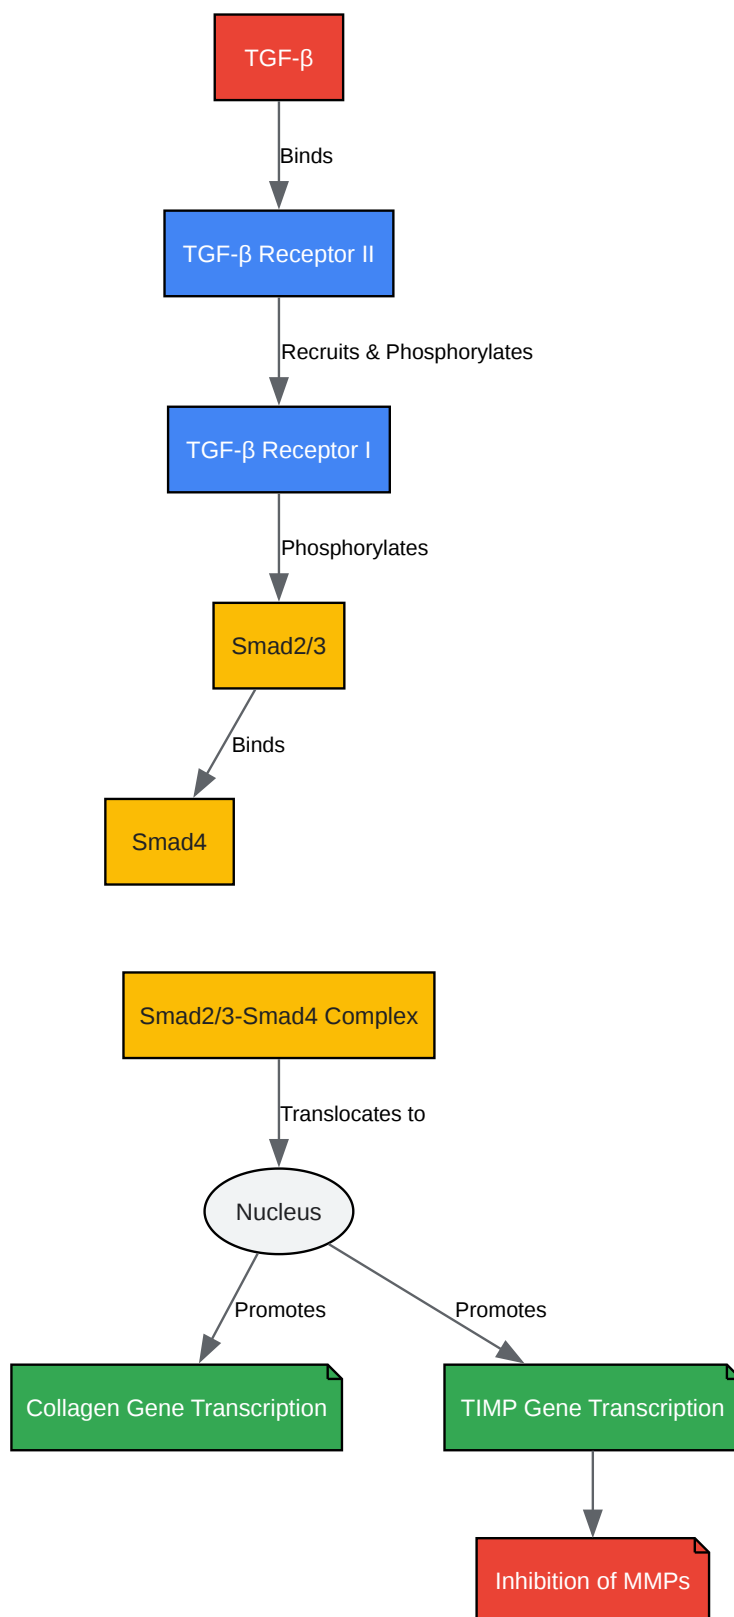 TGF-β
Binds
TGF-β Receptor II
Recruits & Phosphorylates
TGF-β Receptor I
Phosphorylates
Smad2/3
Binds
Smad4
Smad2/3-Smad4 Complex
Translocates to
Nucleus
Promotes
Promotes
Collagen Gene Transcription
TIMP Gene Transcription
Inhibition of MMPs